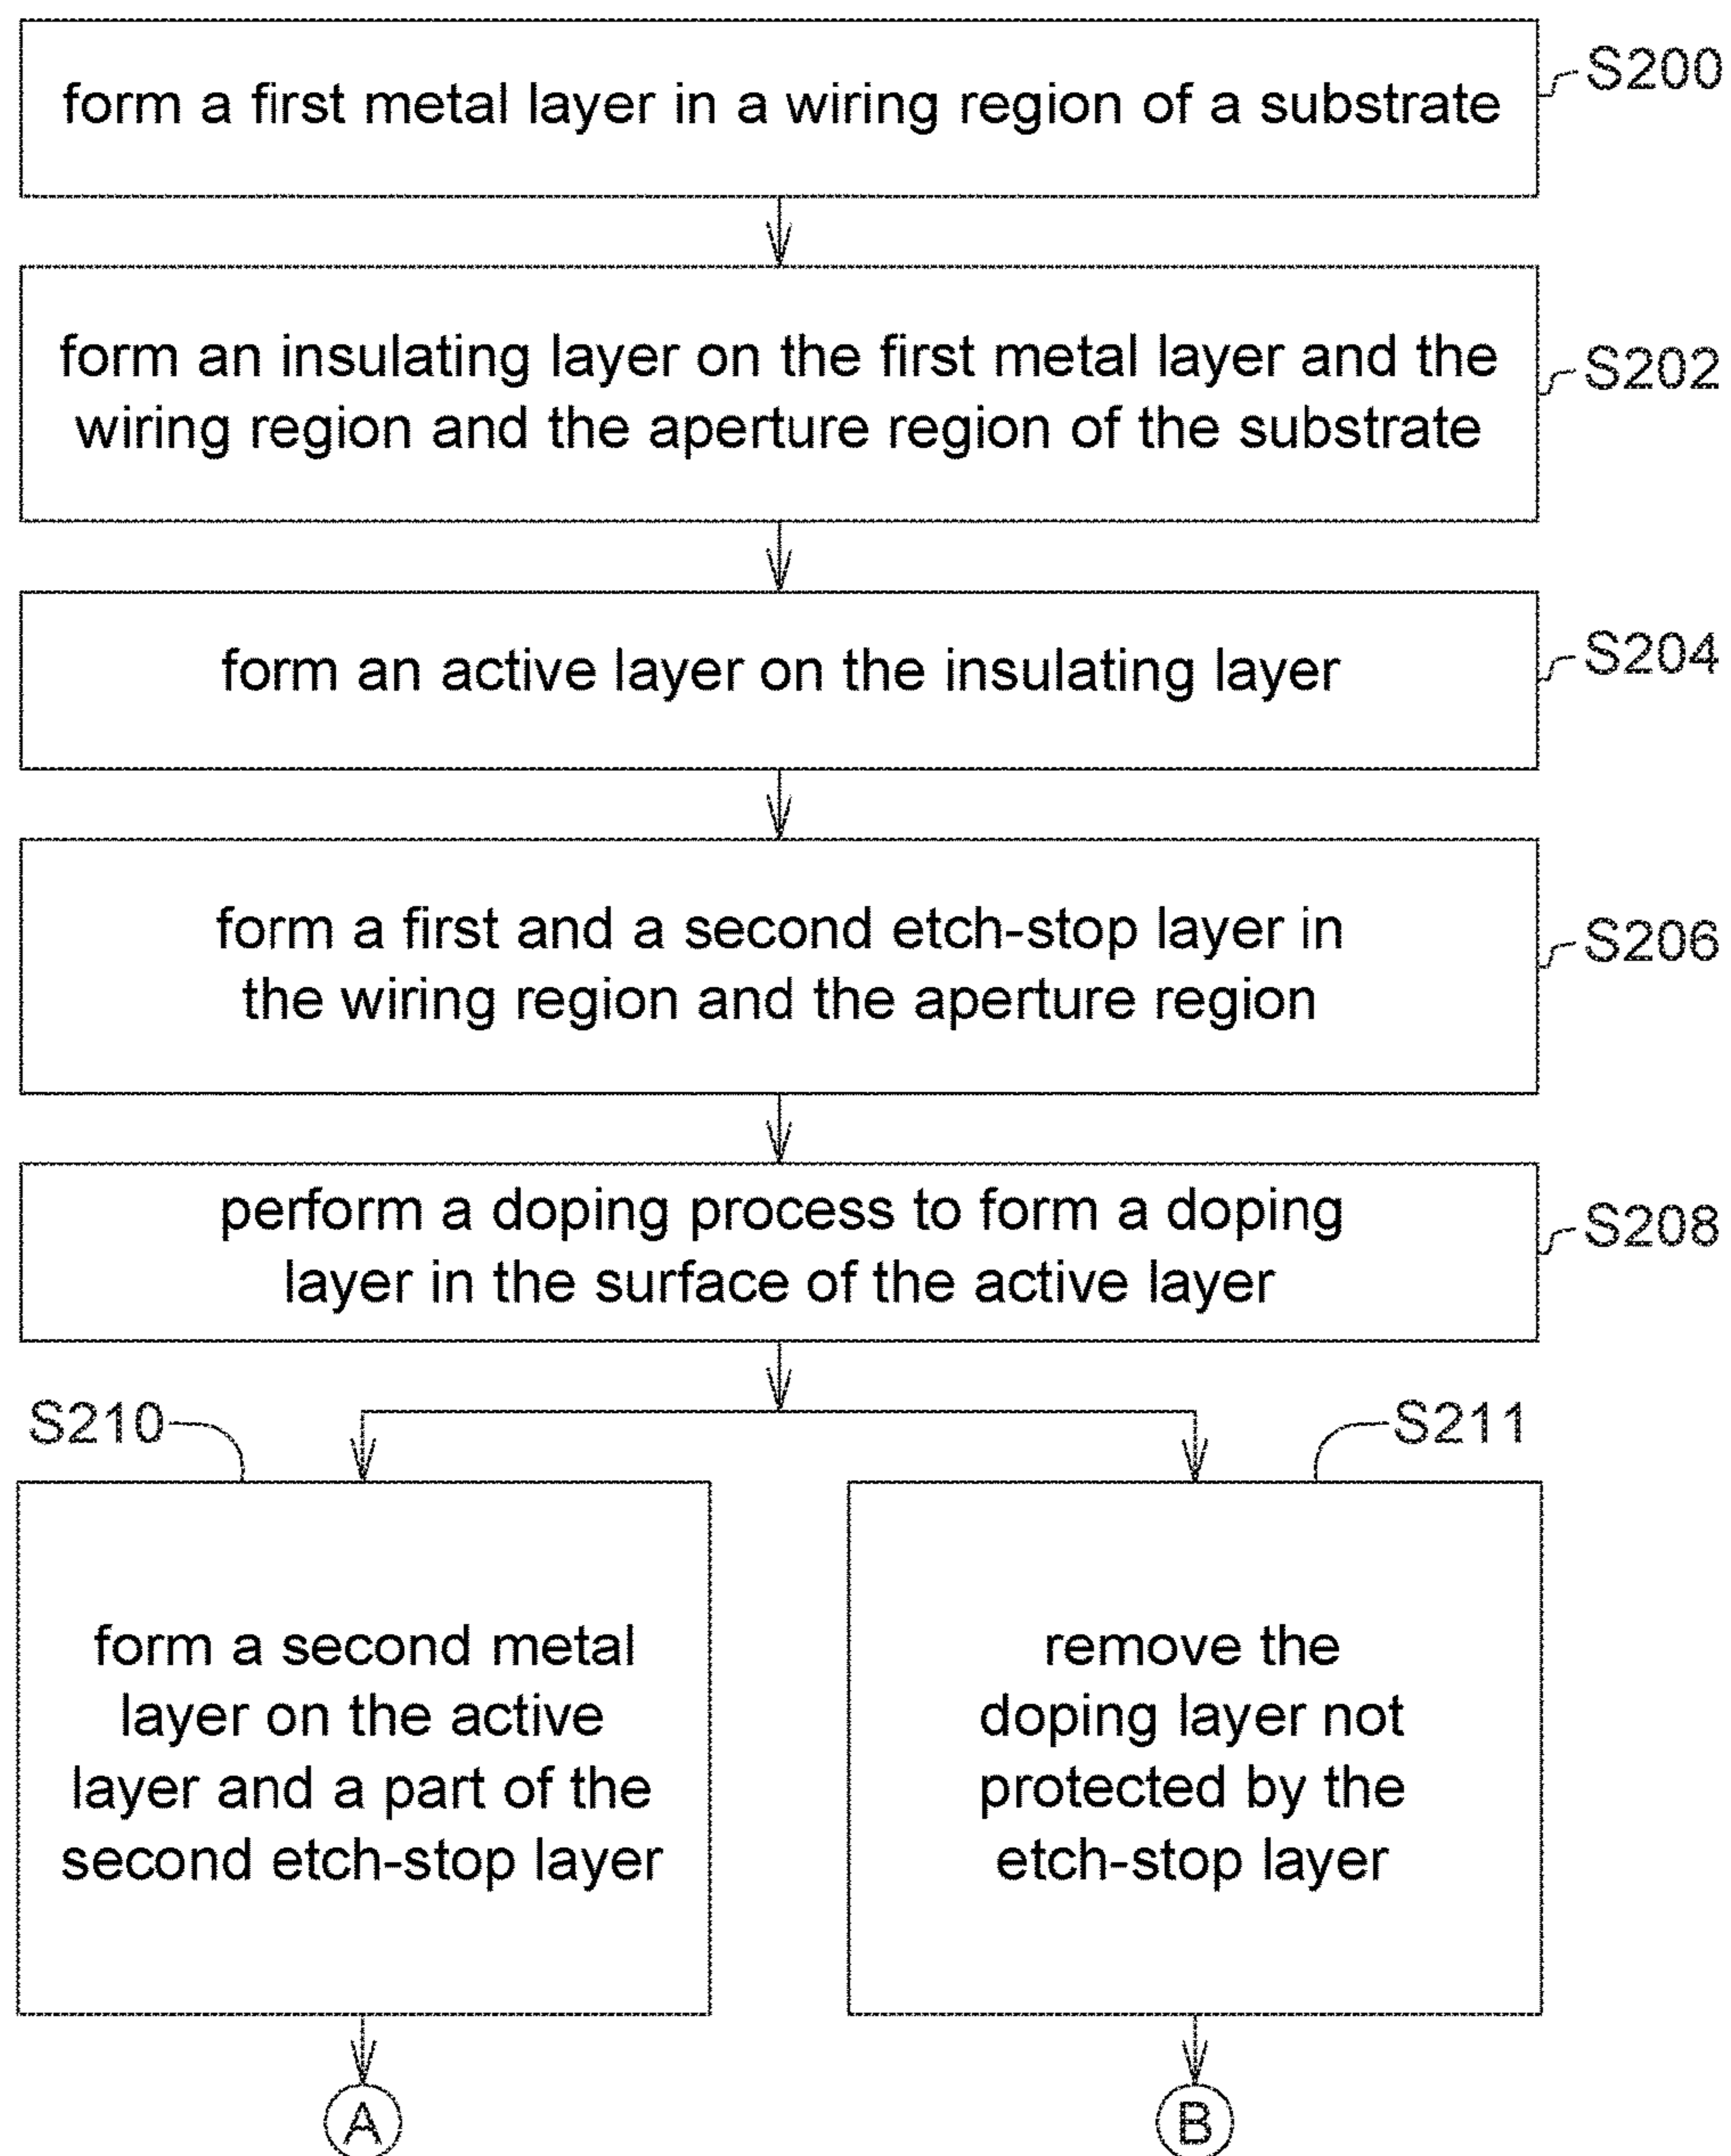 form a first metal layer in a wiring region of a substrate
S200
form an insulating layer on the first metal layer and the
wiring region and the aperture region of the substrate
S202
form an active layer on the insulating layer
S204
form a first and a second etch-stop layer in
the wiring region and the aperture region
S206
perform a doping process to form a doping
layer in the surface of the active layer
S208
S210
form a second metal
layer on the active
layer and a part of the
second etch-stop layer
A
S211
remove the
doping layer not
protected by the
etch-stop layer
B